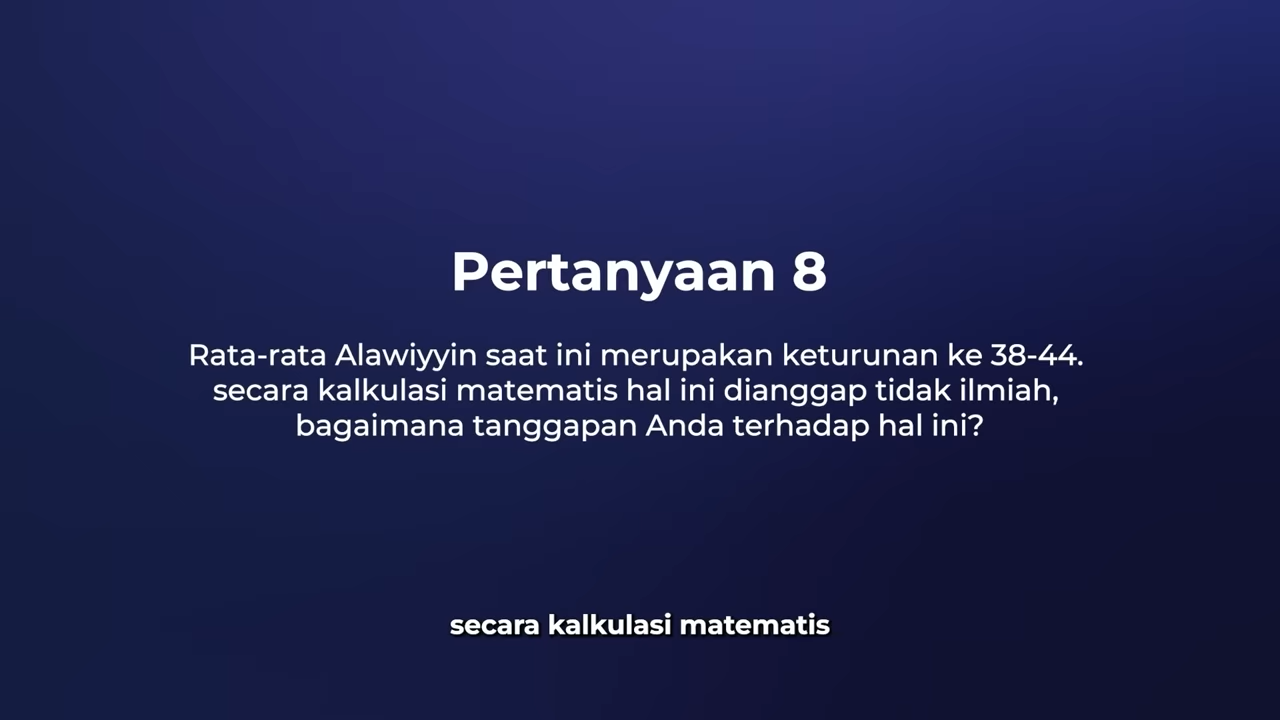 Pertanyaan 8
Rata-rata Alawiyyin saat ini merupakan keturunan ke 38-44.
secara kalkulasi matematis hal ini dianggap tidak ilmiah,
bagaimana tanggapan Anda terhadap hal ini?
secara kalkulasi matematis